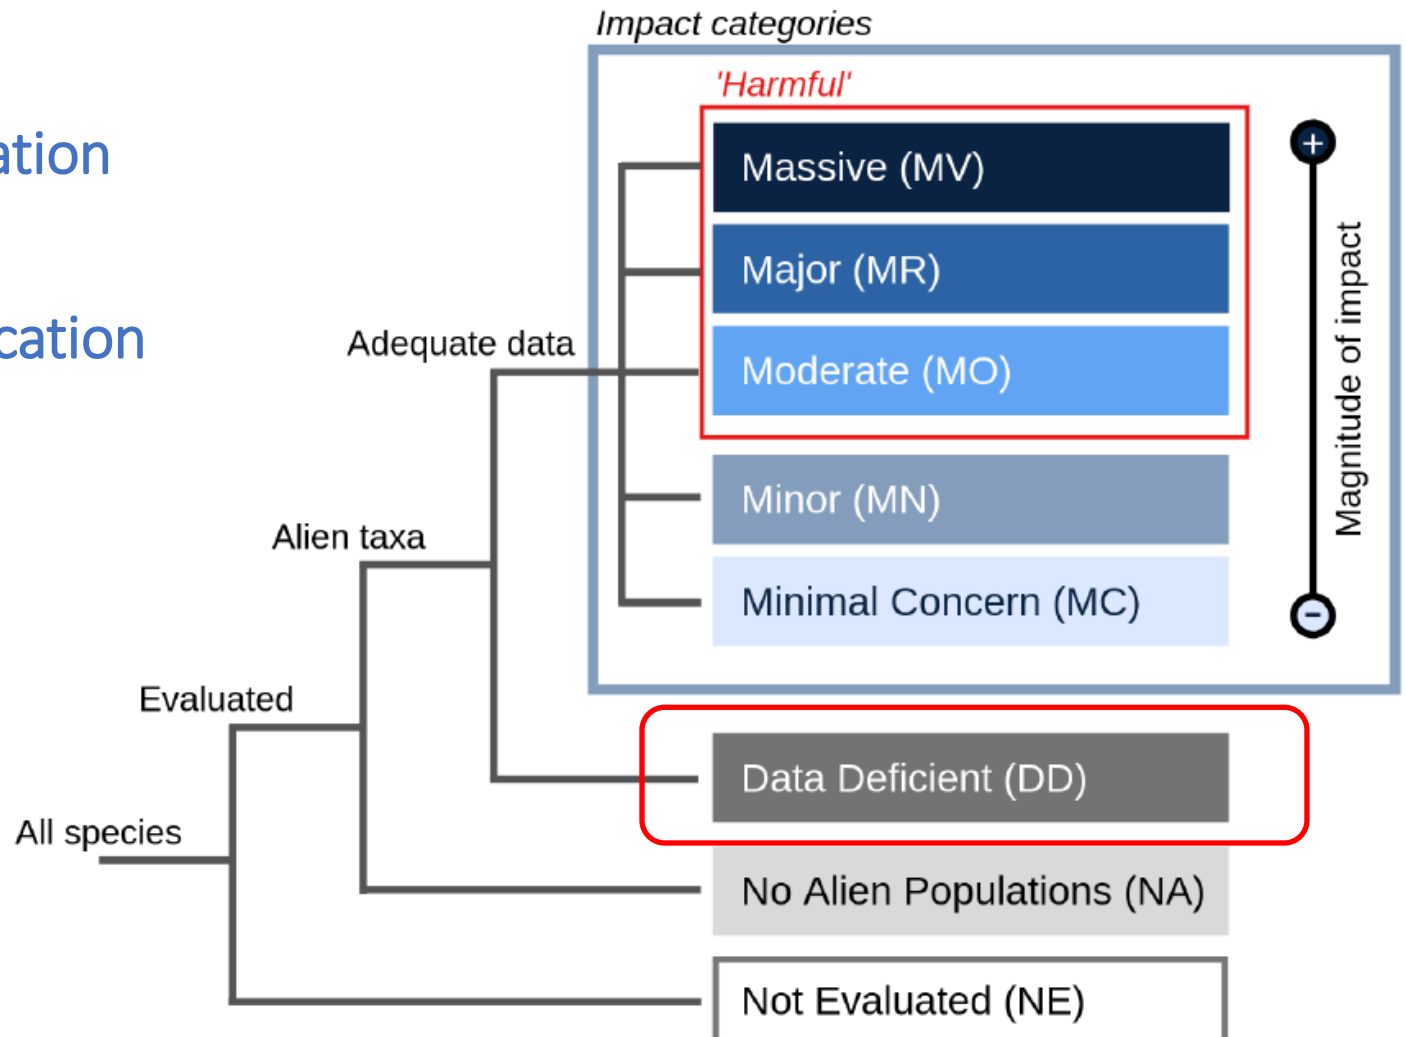 Impact categories
'Harmful'
ation
Massive (MV)
+
Major (MR)
Magnitude of impact
cation
Adequate data
Moderate (MO)
Minor (MN)
Alien taxa
Minimal Concern (MC)
−
Evaluated
Data Deficient (DD)
All species
No Alien Populations (NA)
Not Evaluated (NE)